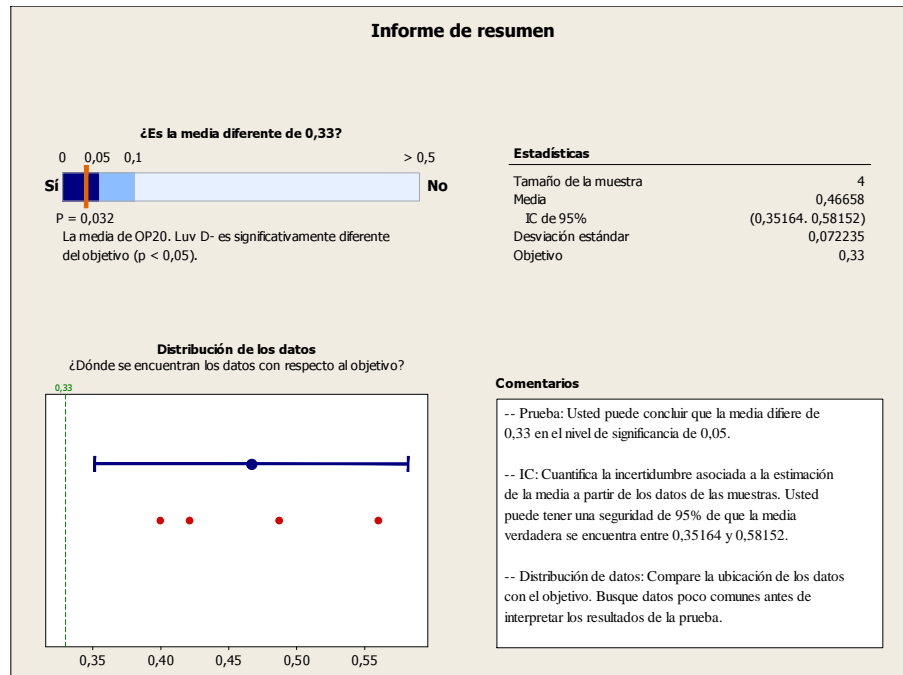 Informe de resumen
¿Es la media diferente de 0,33?
0 0,05 0,1 > 0,5
Sí No
P = 0,032
La media de OP20. Luv D- es significativamente diferente
del objetivo (p < 0,05).
Estadísticas
Tamaño de la muestra 4
Media 0,46658
IC de 95% (0,35164. 0,58152)
Desviación estándar 0,072235
Objetivo 0,33
Distribución de los datos
¿Dónde se encuentran los datos con respecto al objetivo?
0,33
0,35 0,40 0,45 0,50 0,55
Comentarios
-- Prueba: Usted puede concluir que la media difiere de
0,33 en el nivel de significancia de 0,05.
-- IC: Cuantifica la incertidumbre asociada a la estimación
de la media a partir de los datos de las muestras. Usted
puede tener una seguridad de 95% de que la media
verdadera se encuentra entre 0,35164 y 0,58152.
-- Distribución de datos: Compare la ubicación de los datos
con el objetivo. Busque datos poco comunes antes de
interpretar los resultados de la prueba.